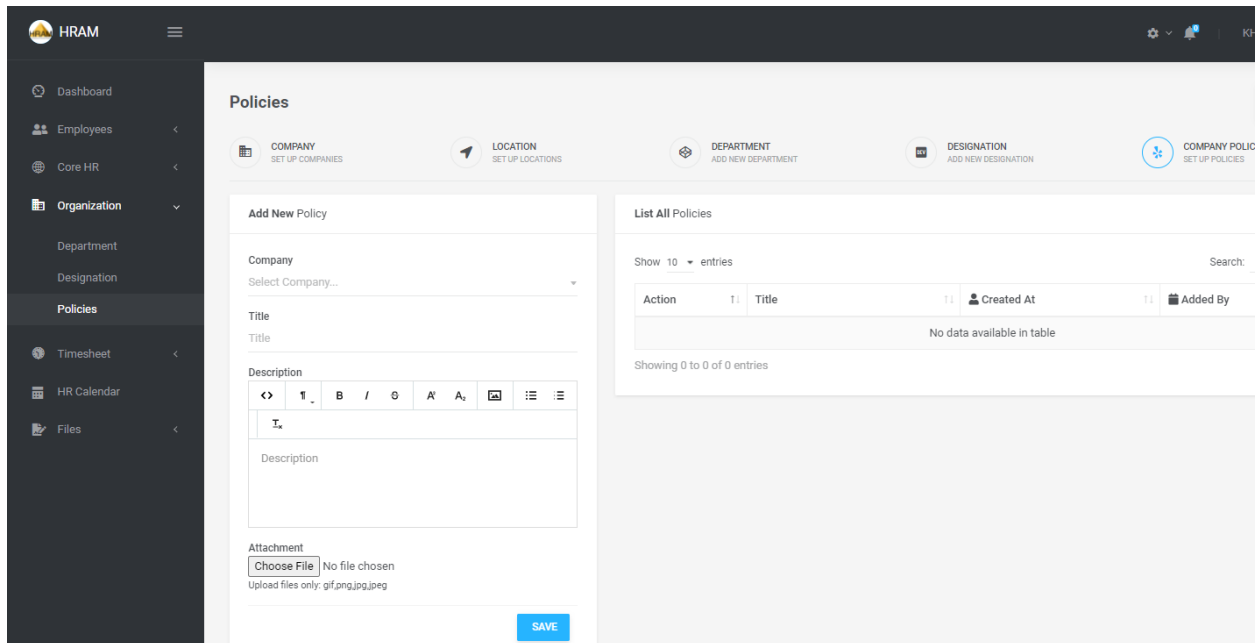 HRAM
0
KH
Dashboard
Employees
Core HR
Organization
Department
Designation
Policies
Timesheet
HR Calendar
Files
Policies
COMPANY
SET UP COMPANIES
LOCATION
SET UP LOCATIONS
DEPARTMENT
ADD NEW DEPARTMENT
DESIGNATION
ADD NEW DESIGNATION
COMPANY POLIC
SET UP POLICIES
Add New Policy
Company
Select Company...
Title
Title
Description
Description
Attachment
Choose File No file chosen
Upload files only: gif,png,jpg,jpeg
SAVE
List All Policies
Show 10 entries
Search:
Action Title Created At Added By
No data available in table
Showing 0 to 0 of 0 entries